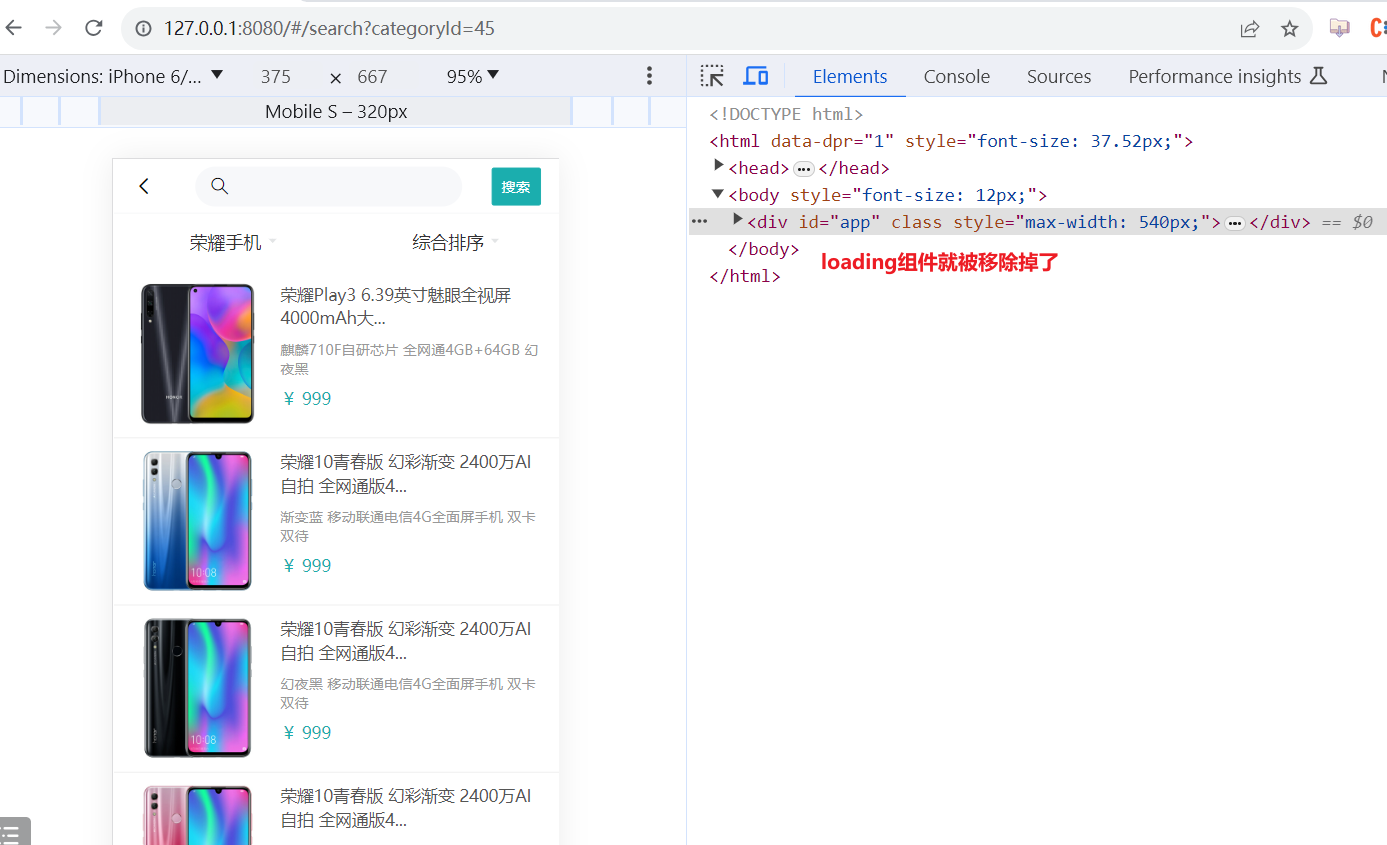 127.0.0.1:8080/#/search?categoryId=45
Dimensions: iPhone 6/... ▼ 375 × 667 95% ▼
Elements Console Sources Performance insights
Mobile S – 320px
搜索
荣耀手机 综合排序
荣耀Play3 6.39英寸魅眼全视屏
4000mAh大...
麒麟710F自研芯片 全网通4GB+64GB 幻
夜黑
￥ 999
荣耀10青春版 幻彩渐变 2400万AI
自拍 全网通版4...
渐变蓝 移动联通电信4G全面屏手机 双卡
双待
￥ 999
10:08
荣耀10青春版 幻彩渐变 2400万AI
自拍 全网通版4...
幻夜黑 移动联通电信4G全面屏手机 双卡
双待
￥ 999
10:08
荣耀10青春版 幻彩渐变 2400万AI
自拍 全网通版4...
<!DOCTYPE html>
<html data-dpr="1" style="font-size: 37.52px;">
<head>…</head>
<body style="font-size: 12px;">
<div id="app" class style="max-width: 540px;">…</div> == $0
</body>
loading组件就被移除掉了
</html>